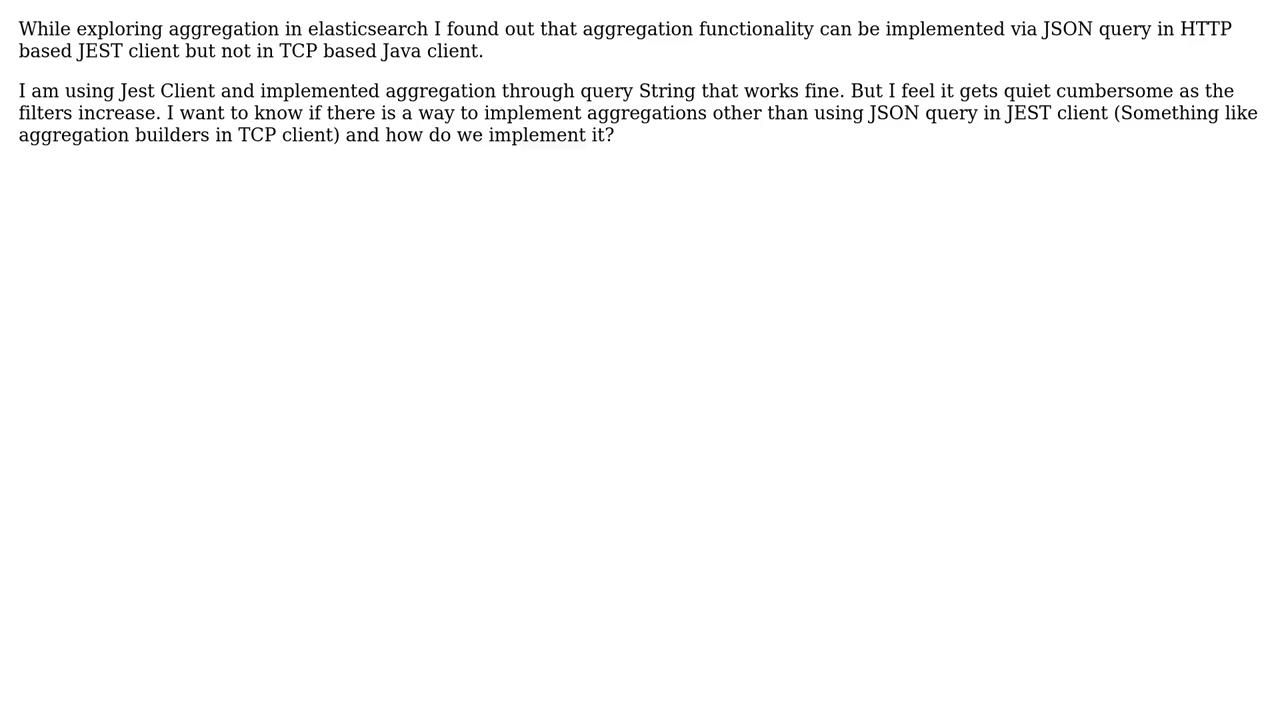 While exploring aggregation in elasticsearch I found out that aggregation functionality can be implemented via JSON query in HTTP
based JEST client but not in TCP based Java client.
I am using Jest Client and implemented aggregation through query String that works fine. But I feel it gets quiet cumbersome as the
filters increase. I want to know if there is a way to implement aggregations other than using JSON query in JEST client (Something like
aggregation builders in TCP client) and how do we implement it?